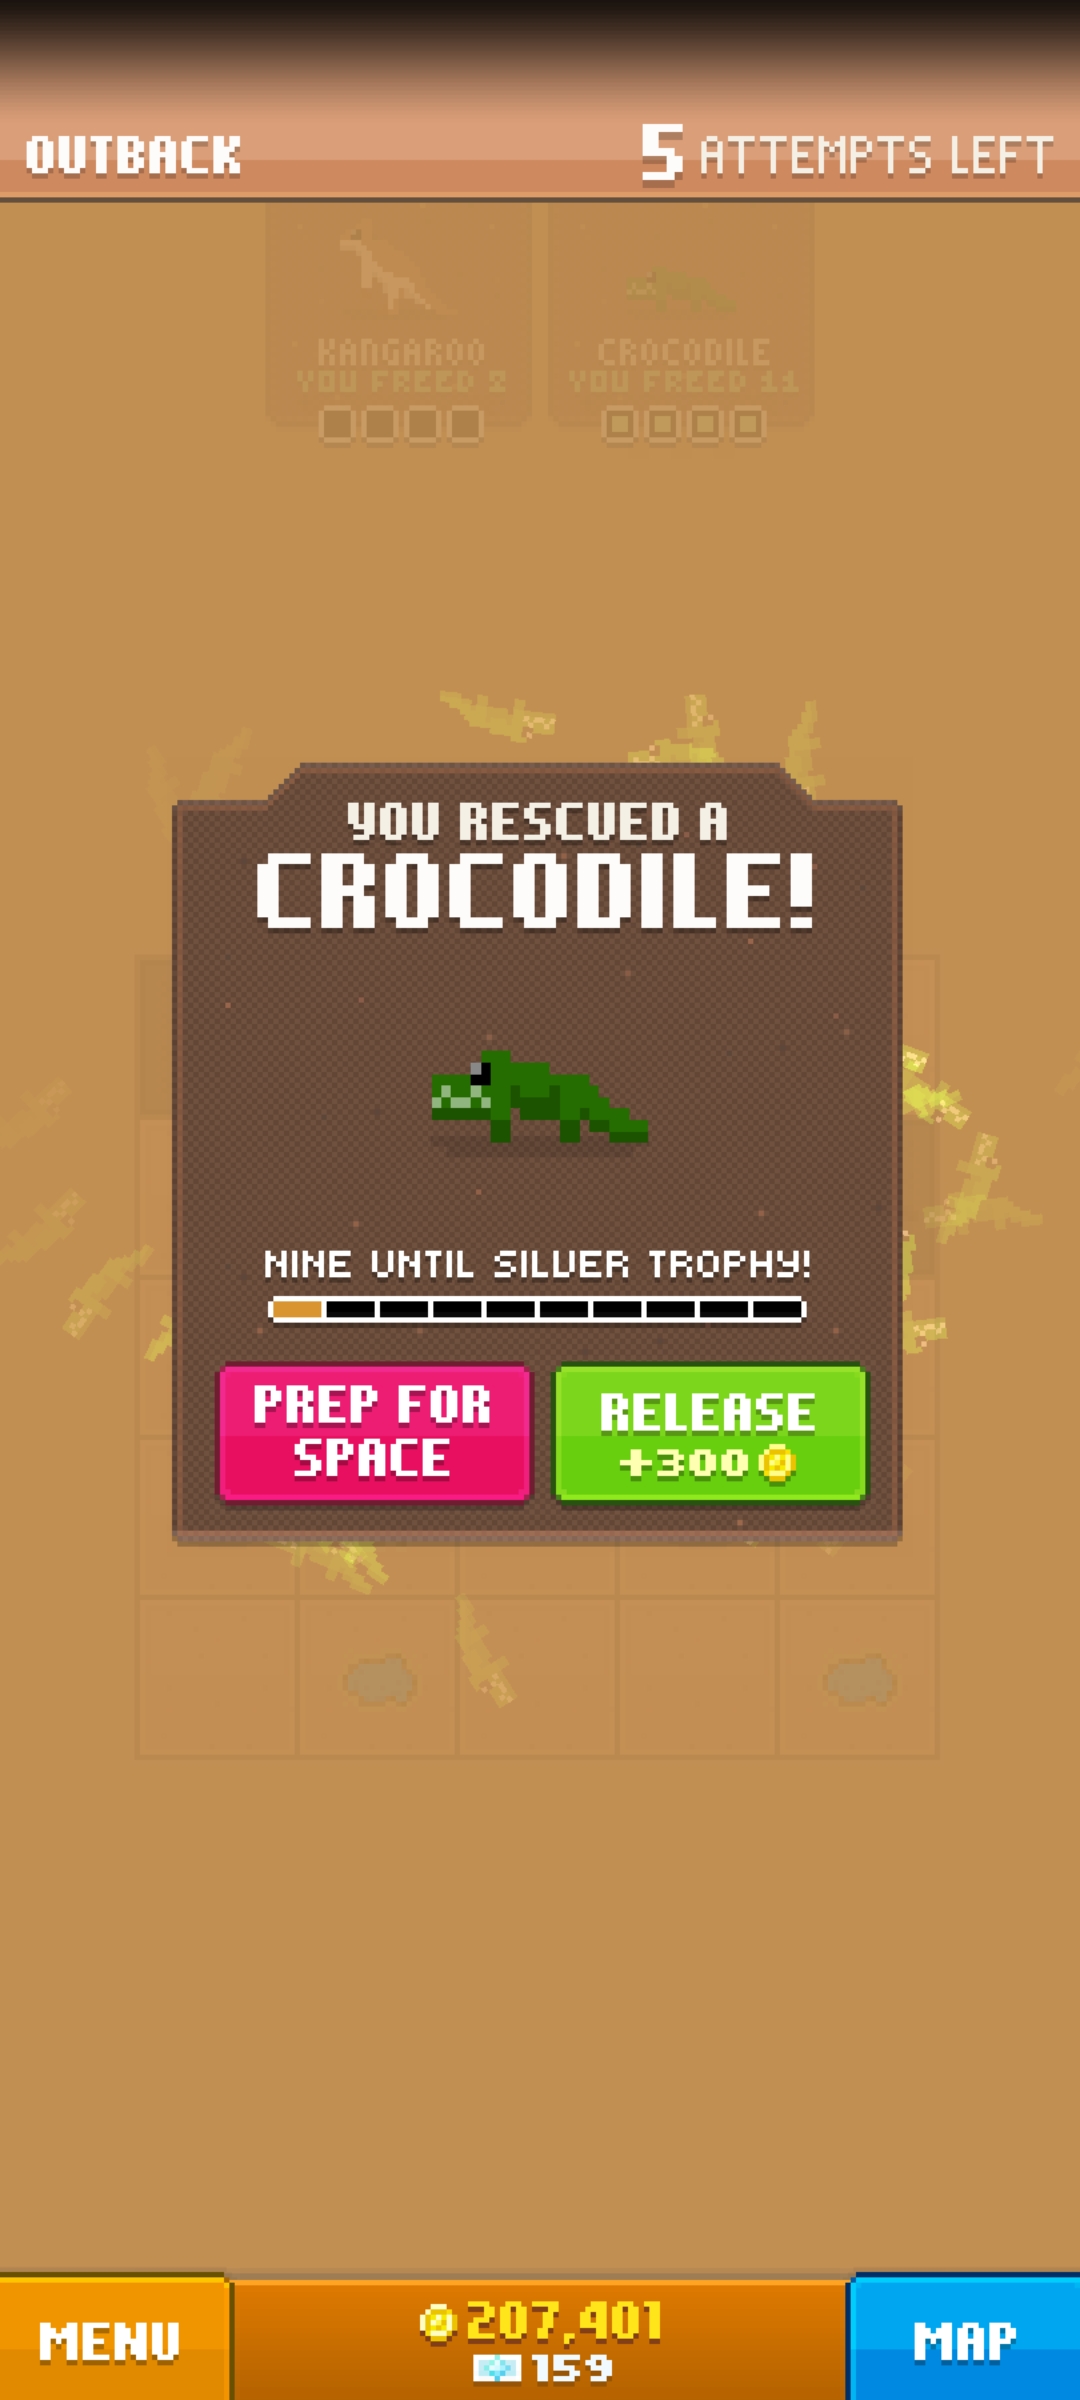 OUTBACK
5 ATTEMPTS LEFT
KANGAROO
CROCODILE
YOU FREED 2
YOU FREED 11
YOU RESCUED A
CROCODILE!
NINE UNTIL SILVER TROPHY!
PREP FOR
SPACE
RELEASE
+300
MENU
207,401
159
MAP